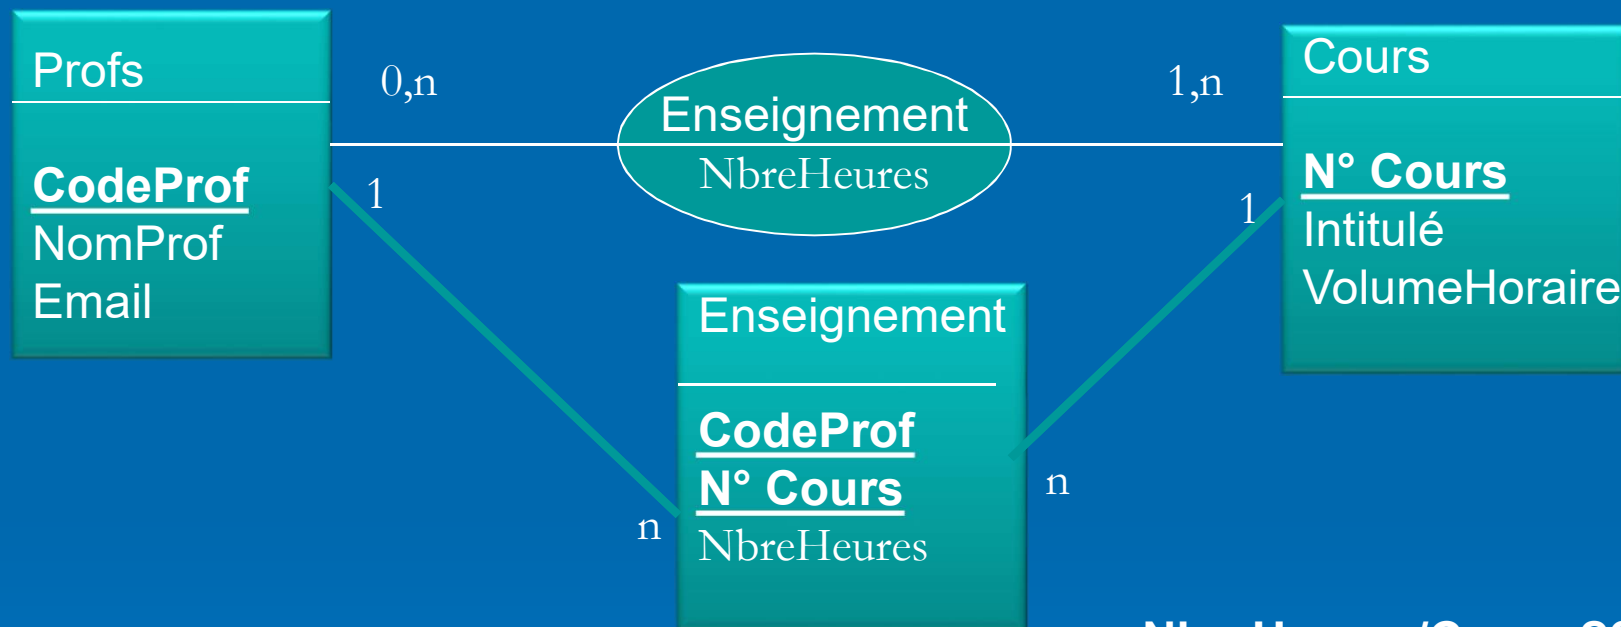 Profs
CodeProf
NomProf
Email
0,n
1
Enseignement
NbreHeures
1,n
1
Cours
N° Cours
Intitulé
VolumeHoraire
Enseignement
CodeProf
N° Cours
NbreHeures
n
n